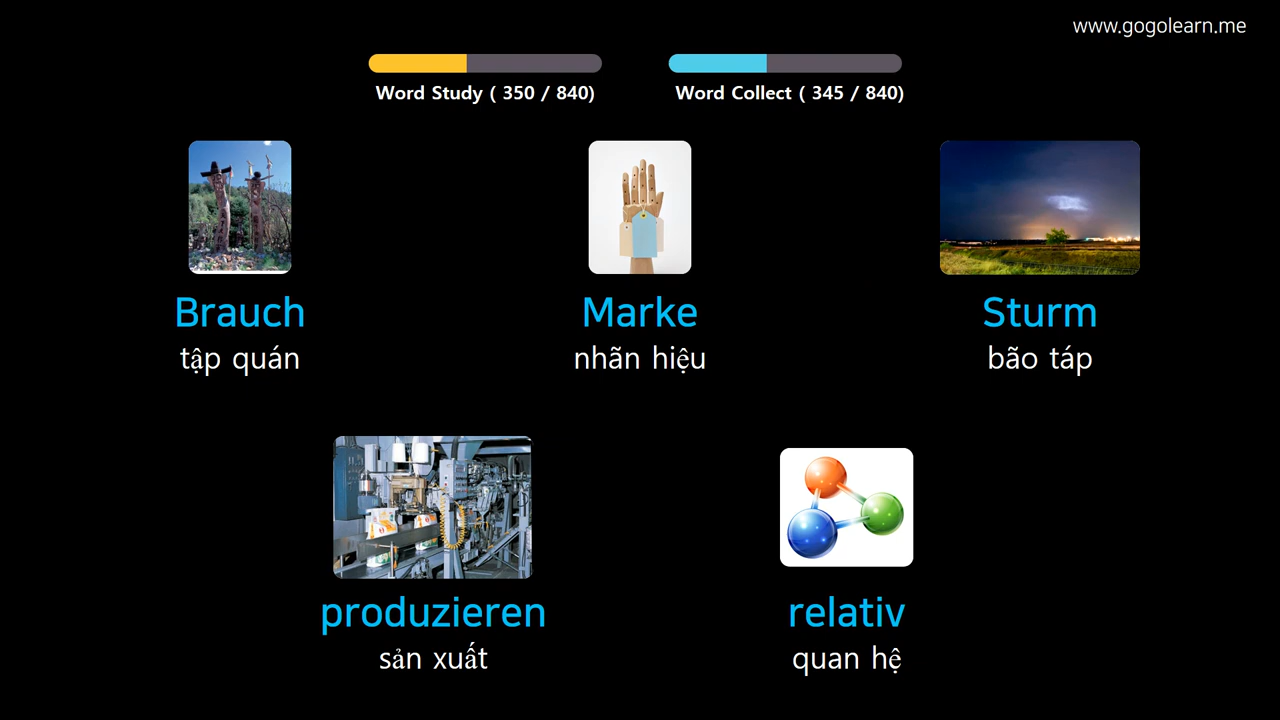 www.gogolearn.me
Word Study ( 350 / 840)
Word Collect ( 345 / 840)
Brauch
tập quán
Marke
nhãn hiệu
Sturm
bão táp
produzieren
sản xuất
relativ
quan hệ